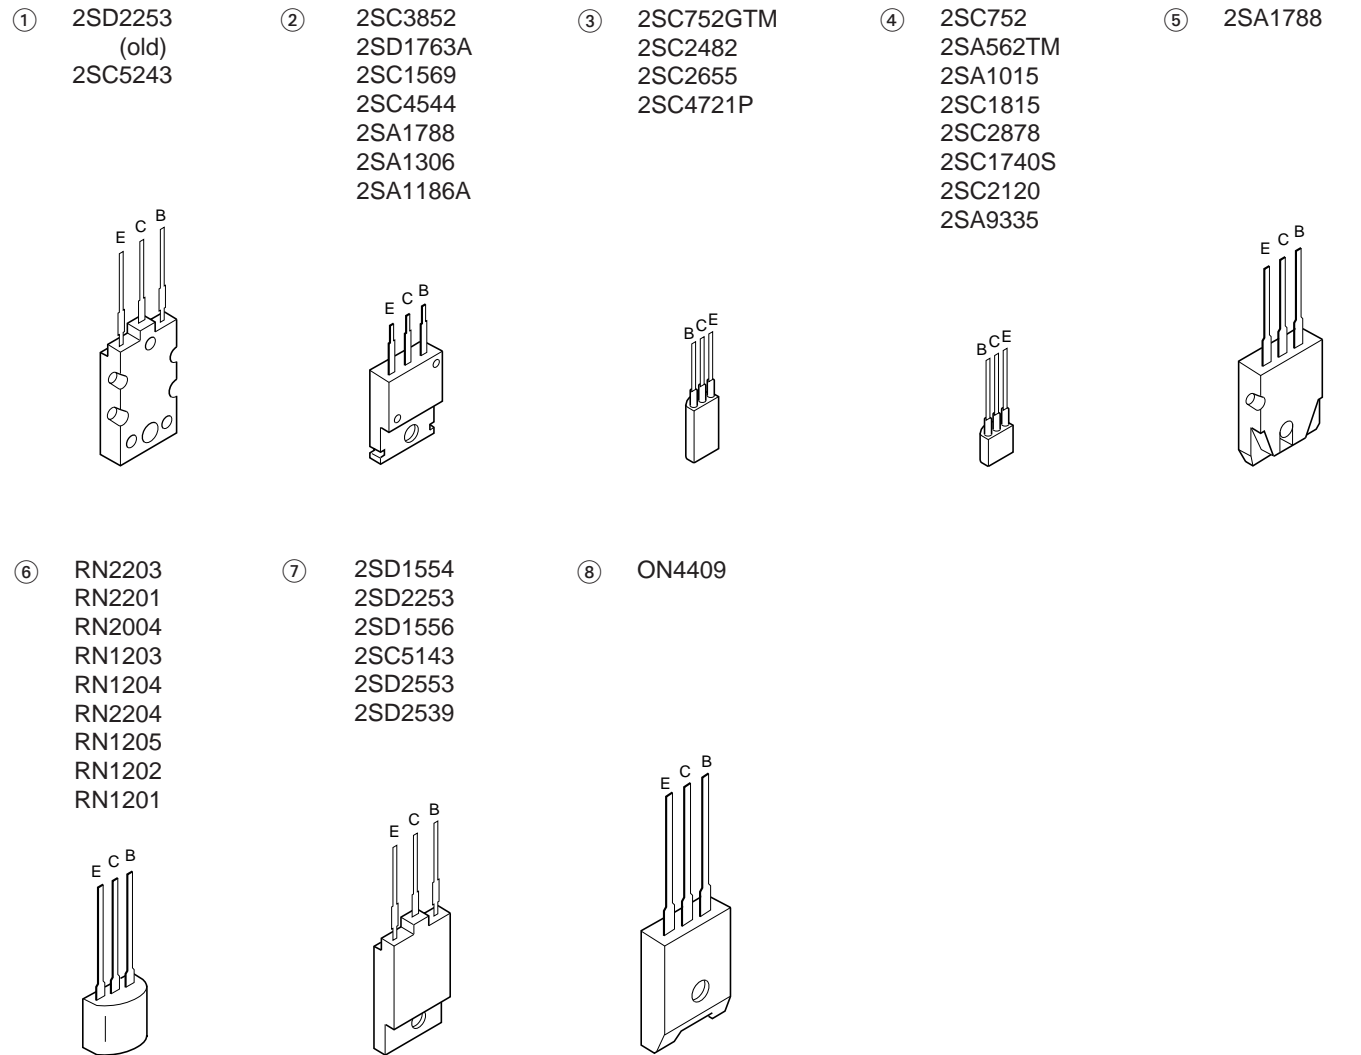 ① 2SD2253
(old)
2SC5243
E C B
② 2SC3852
2SD1763A
2SC1569
2SC4544
2SA1788
2SA1306
2SA1186A
E C B
③ 2SC752GTM
2SC2482
2SC2655
2SC4721P
B C E
④ 2SC752
2SA562TM
2SA1015
2SC1815
2SC2878
2SC1740S
2SC2120
2SA9335
B C E
⑤ 2SA1788
E C B
⑥ RN2203
RN2201
RN2004
RN1203
RN1204
RN2204
RN1205
RN1202
RN1201
E C B
⑦ 2SD1554
2SD2253
2SD1556
2SC5143
2SD2553
2SD2539
E C B
⑧ ON4409
E C B